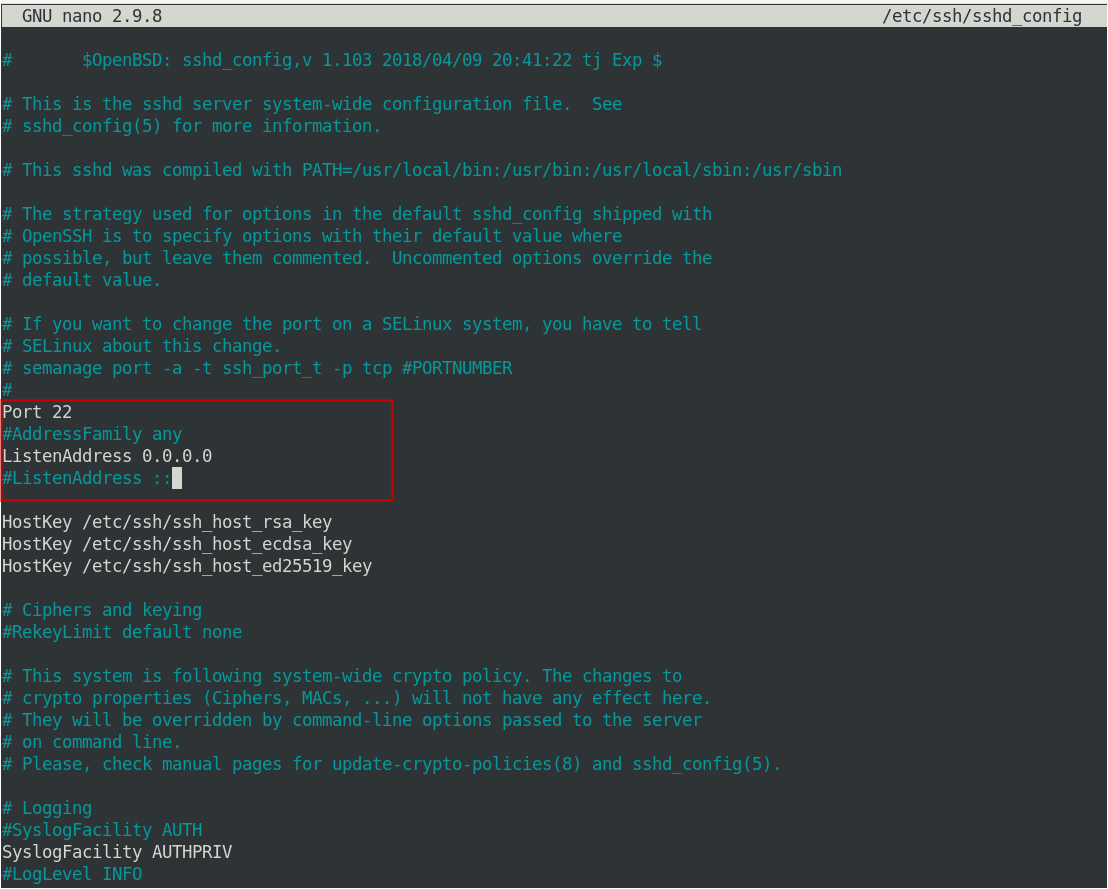 GNU nano 2.9.8 /etc/ssh/sshd_config
# $OpenBSD: sshd_config,v 1.103 2018/04/09 20:41:22 tj Exp $
# This is the sshd server system-wide configuration file.  See
# sshd_config(5) for more information.
# This sshd was compiled with PATH=/usr/local/bin:/usr/bin:/usr/local/sbin:/usr/sbin
# The strategy used for options in the default sshd_config shipped with
# OpenSSH is to specify options with their default value where
# possible, but leave them commented.  Uncommented options override the
# default value.
# If you want to change the port on a SELinux system, you have to tell
# SELinux about this change.
# semanage port -a -t ssh_port_t -p tcp #PORTNUMBER
#
Port 22
#AddressFamily any
ListenAddress 0.0.0.0
#ListenAddress ::
HostKey /etc/ssh/ssh_host_rsa_key
HostKey /etc/ssh/ssh_host_ecdsa_key
HostKey /etc/ssh/ssh_host_ed25519_key
# Ciphers and keying
#RekeyLimit default none
# This system is following system-wide crypto policy. The changes to
# crypto properties (Ciphers, MACs, ...) will not have any effect here.
# They will be overridden by command-line options passed to the server
# on command line.
# Please, check manual pages for update-crypto-policies(8) and sshd_config(5).
# Logging
#SyslogFacility AUTH
SyslogFacility AUTHPRIV
#LogLevel INFO